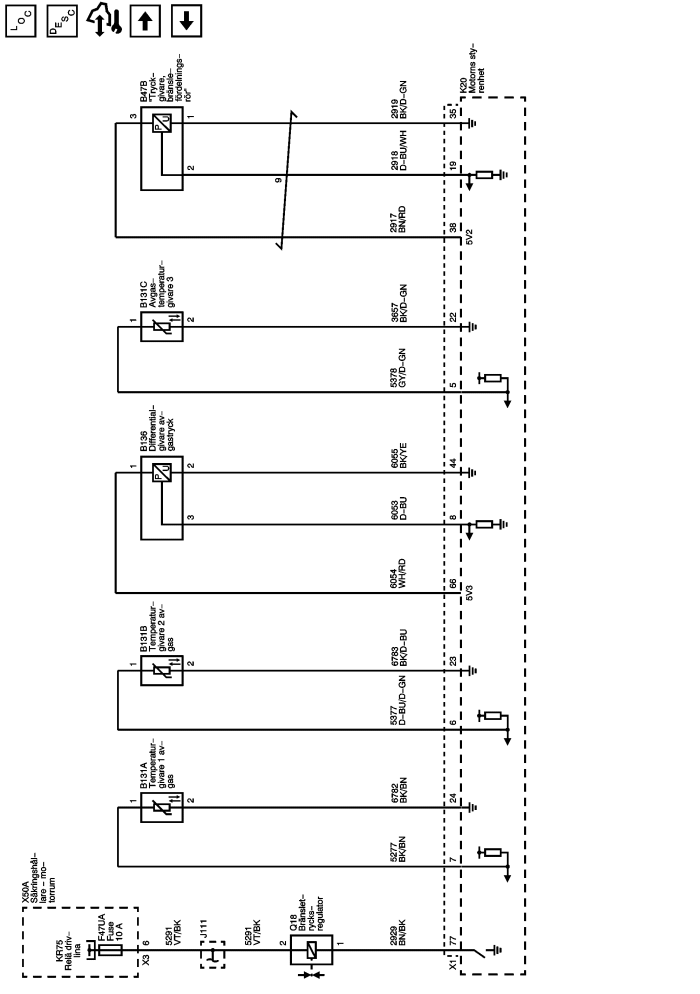 LOC
DESC
K20
Motorns sty–
renhet
B47B
"Tryck–
givare,
bränsle–
fördelnings–
rör"
3
1
2
P
U
9
2919
BK/D–GN
35
2918
D–BU/WH
19
2917
BN/RD
38
5V2
B131C
Avgas–
temperatur–
givare 3
1
2
3657
BK/D–GN
22
5378
GY/D–GN
5
B136
Differential–
givare av–
gastryck
1
2
3
P
U
6055
BK/YE
44
6053
D–BU
8
6054
WH/RD
66
5V3
B131B
Temperatur–
givare 2 av–
gas
1
2
6783
BK/D–BU
23
5377
D–BU/D–GN
6
B131A
Temperatur–
givare 1 av–
gas
1
2
6782
BK/BN
24
5277
BK/BN
7
X50A
Säkringshål–
lare – mo–
torrum
KR75
Relä driv–
lina
F47UA
Fuse
10 A
6
X3
5291
VT/BK
J111
5291
VT/BK
Q18
Bränslet–
rycks–
regulator
2
1
2929
BN/BK
77
X1